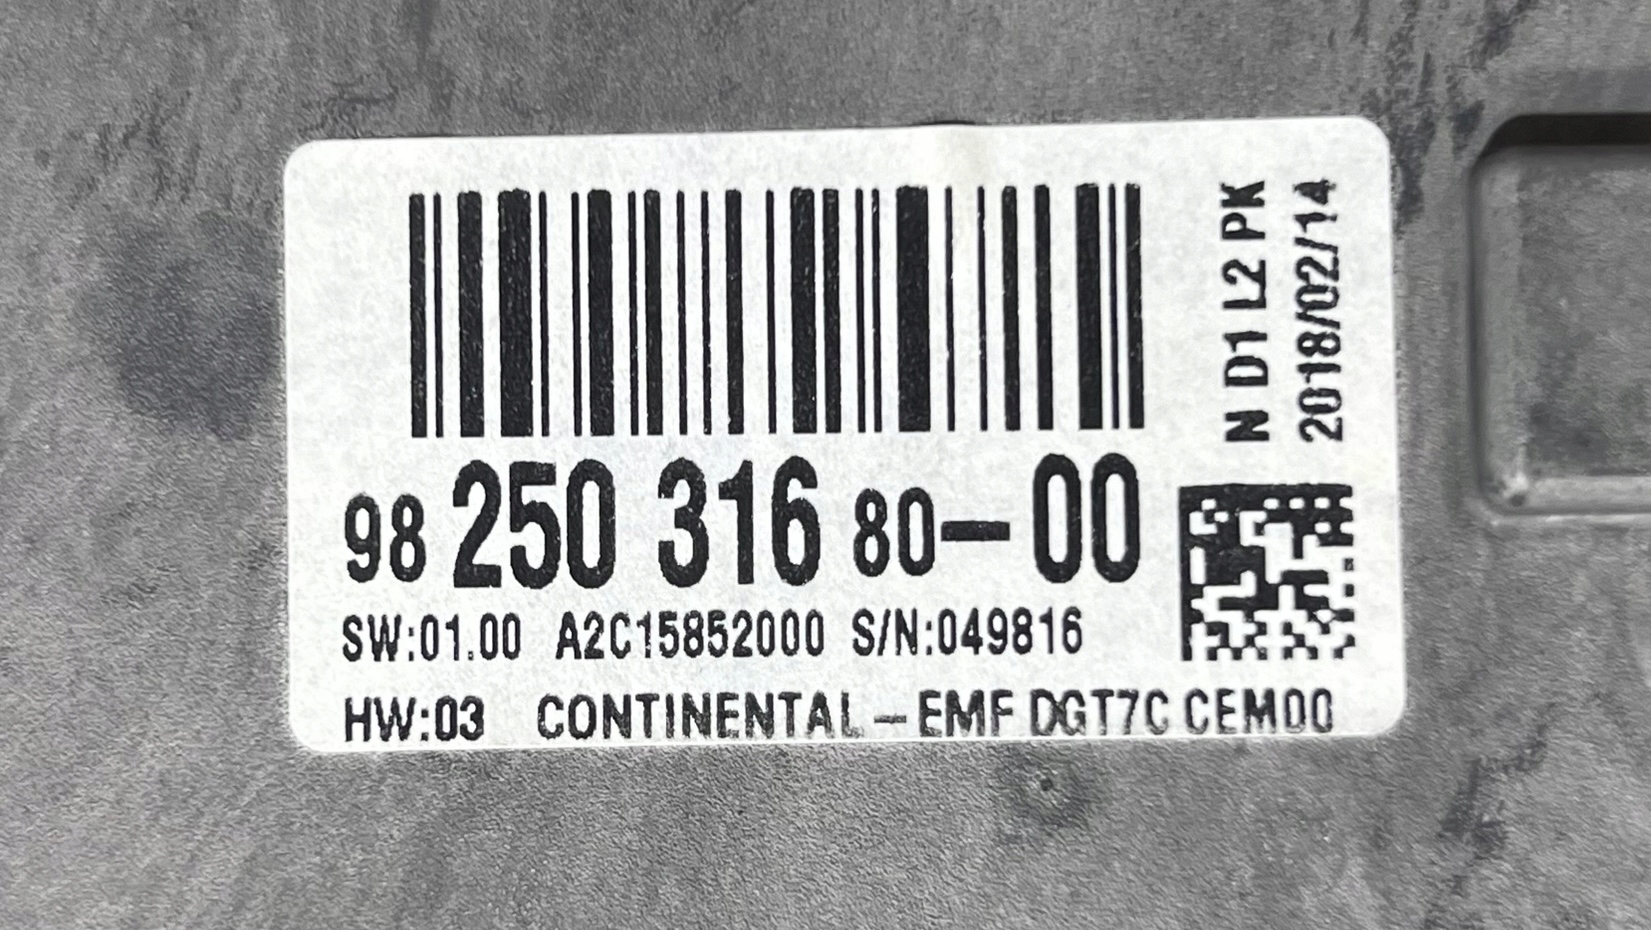 98 250 316 80-00
SW:01.00 A2C15852000 S/N:049816
HW:03 CONTINENTAL - EMF DGT7C CEM00
N D1 L2 PK
2018/02/14